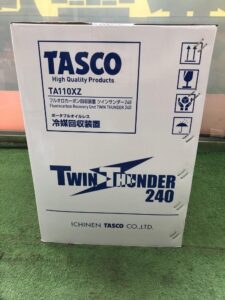 TASCO
High Quality Products
TA110XZ
フルオロカーボン回収装置 ツインサンダー240
Fluorocarbon Recovery Unit TWIN THUNDER 240
ポータブルオイルレス
冷媒回収装置
TWIN THUNDER
240
ICHINEN TASCO CO.,LTD.